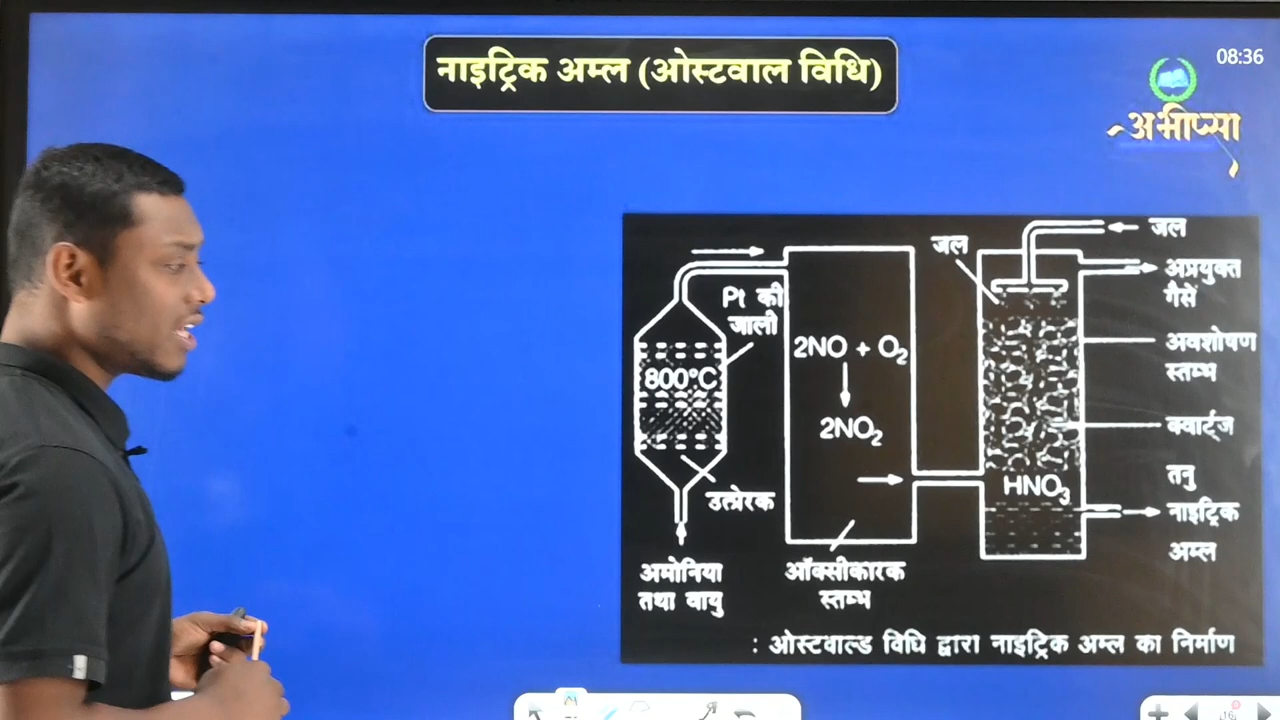 नाइट्रिक अम्ल (ओस्टवाल विधि)
08:36
अभीप्सा
जल
जल
अप्रयुक्त
गैसें
Pt की
जाली
800°C
2NO + O₂
2NO₂
अवशोषण
स्तम्भ
क्वार्ट्ज
HNO₃
तनु
नाइट्रिक
अम्ल
उत्प्रेरक
अमोनिया
तथा वायु
ऑक्सीकारक
स्तम्भ
: ओस्टवाल्ड विधि द्वारा नाइट्रिक अम्ल का निर्माण